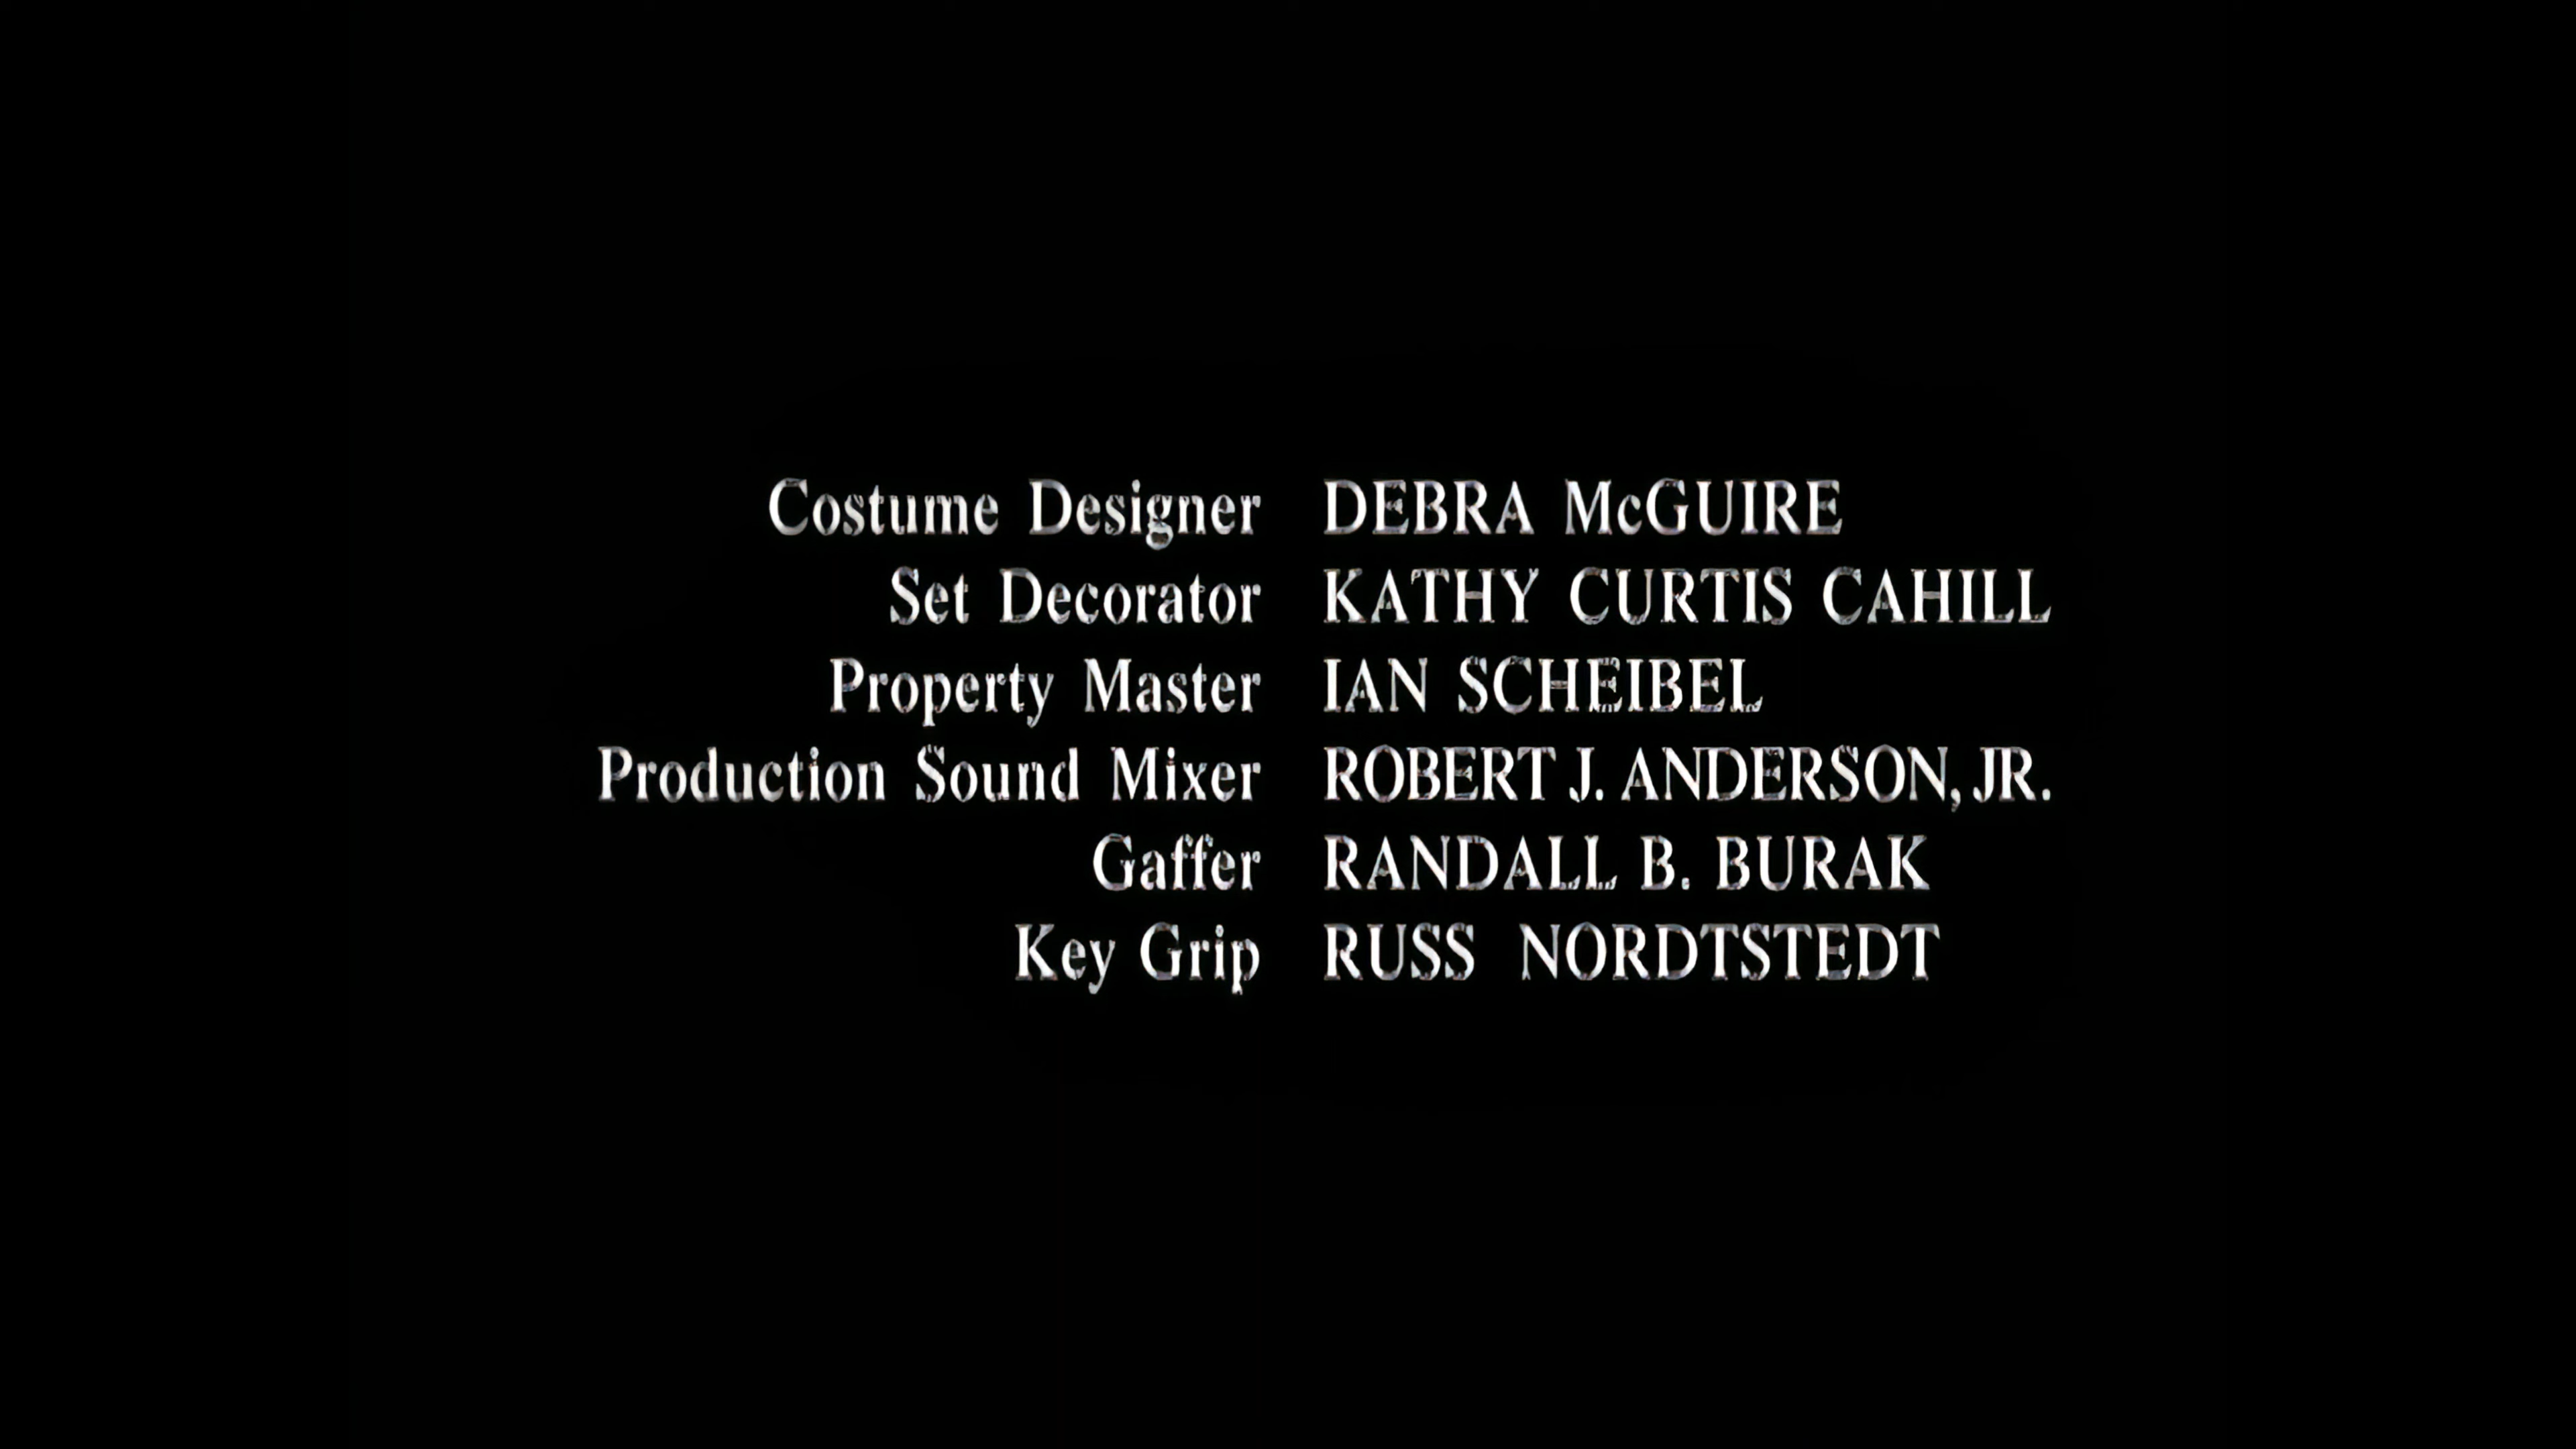 Costume Designer DEBRA McGUIRE
Set Decorator KATHY CURTIS CAHILL
Property Master IAN SCHEIBEL
Production Sound Mixer ROBERT J. ANDERSON, JR.
Gaffer RANDALL B. BURAK
Key Grip RUSS NORDTSTEDT